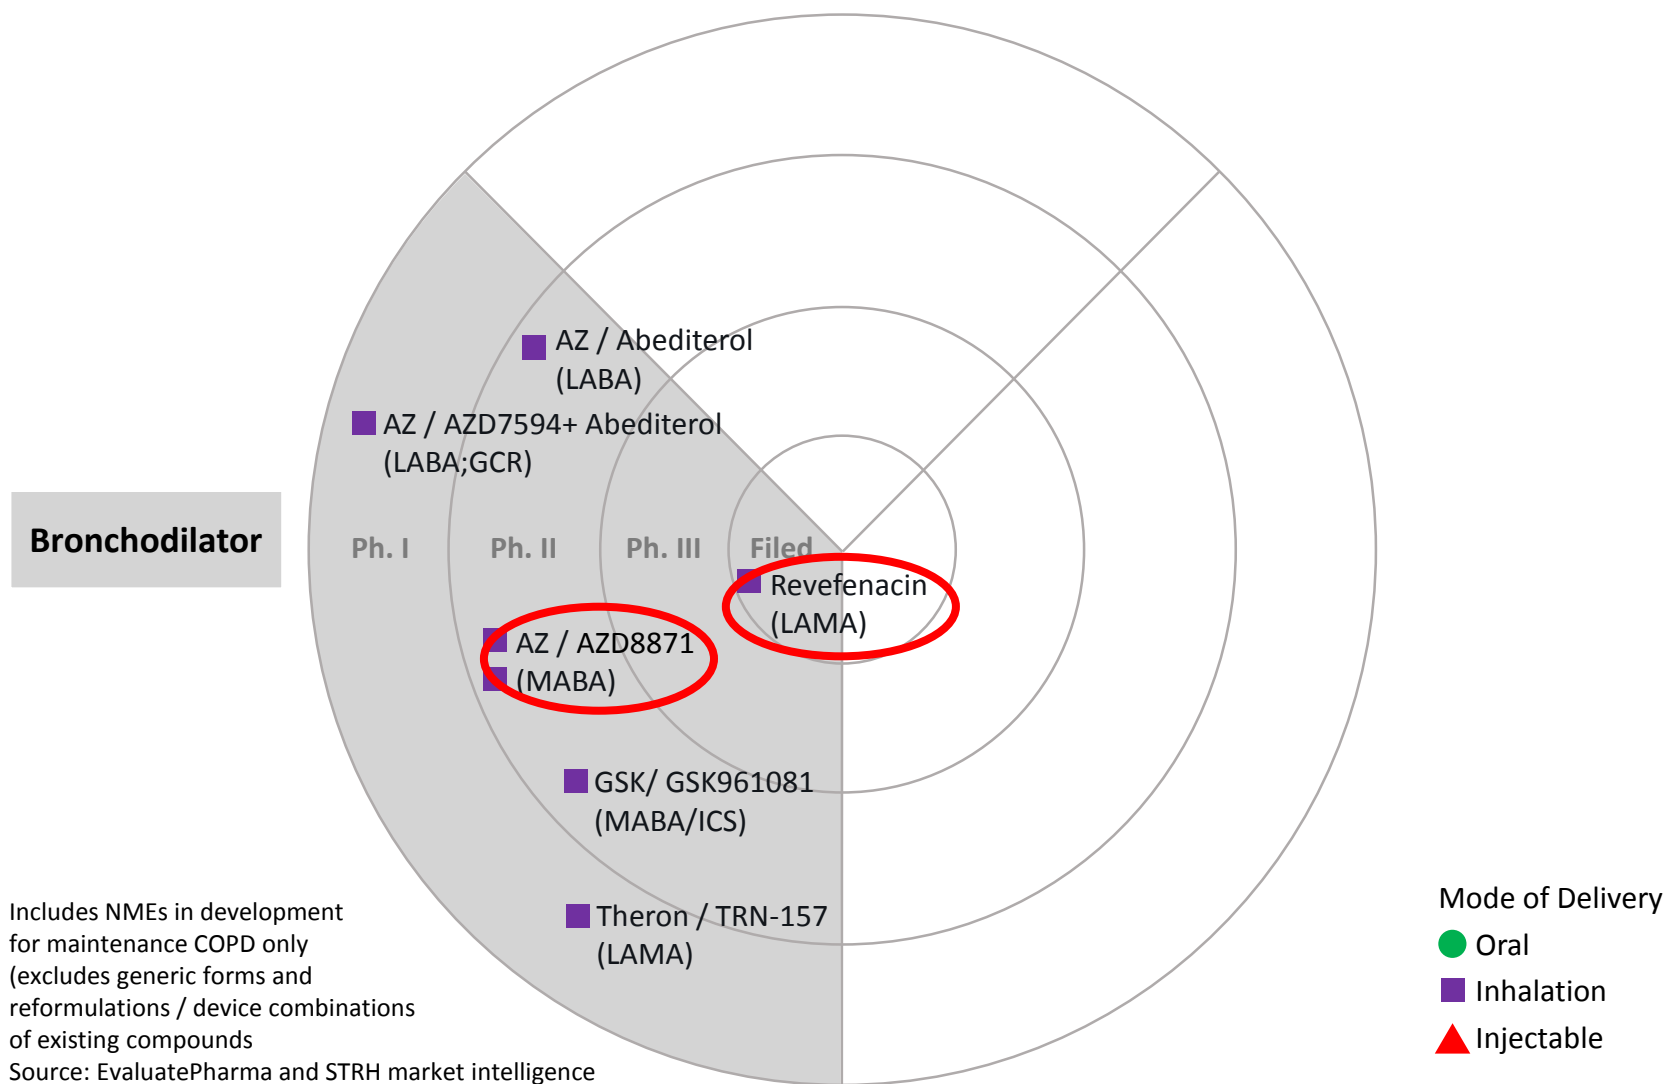 AZ / Abediterol
(LABA)
AZ / AZD7594+ Abediterol
(LABA;GCR)
Bronchodilator
Ph. I
Ph. II
Ph. III
Filed
Revefenacin
(LAMA)
AZ / AZD8871
(MABA)
GSK/ GSK961081
(MABA/ICS)
Theron / TRN-157
(LAMA)
Includes NMEs in development
for maintenance COPD only
(excludes generic forms and
reformulations / device combinations
of existing compounds
Source: EvaluatePharma and STRH market intelligence
Mode of Delivery
Oral
Inhalation
Injectable